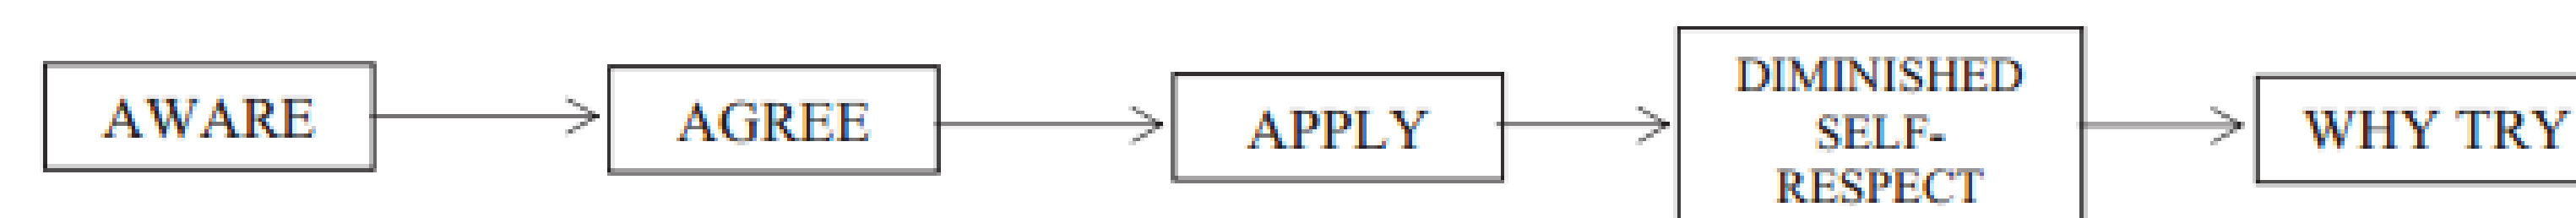 AWARE
AGREE
APPLY
DIMINISHED
SELF-
RESPECT
WHY TRY